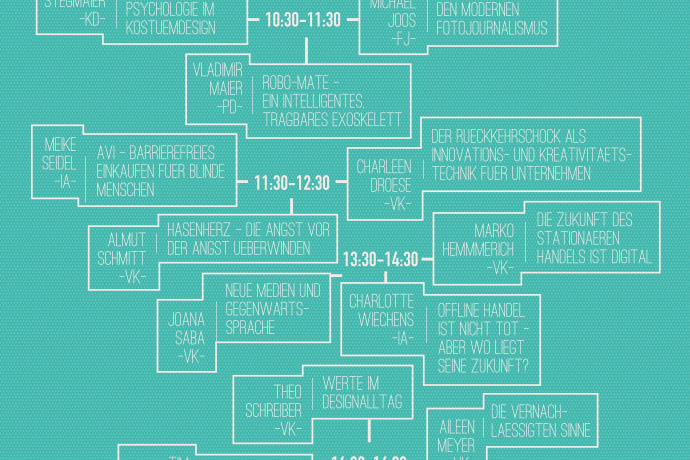 STEGMAIER
-KD-
PSYCHOLOGIE IM
KOSTUEMDESIGN
10:30-11:30
MICHAEL
JOOS
-FJ-
DEN MODERNEN
FOTOJOURNALISMUS
VLADIMIR
MAIER
-PD-
ROBO-MATE -
EIN INTELLIGENTES,
TRAGBARES EXOSKELETT
MEIKE
SEIDEL
-IA-
AVI - BARRIEREFREIES
EINKAUFEN FUER BLINDE
MENSCHEN
11:30-12:30
CHARLEEN
DROESE
-VK-
DER RUECKKEHRSCHOCK ALS
INNOVATIONS- UND KREATIVITAETS-
TECHNIK FUER UNTERNEHMEN
ALMUT
SCHMITT
-VK-
HASENHERZ - DIE ANGST VOR
DER ANGST UEBERWINDEN
13:30-14:30
MARKO
HEMMMERICH
-VK-
DIE ZUKUNFT DES
STATIONAEREN
HANDELS IST DIGITAL
JOANA
SABA
-VK-
NEUE MEDIEN UND
GEGENWARTS-
SPRACHE
CHARLOTTE
WIECHENS
-IA-
OFFLINE HANDEL
IST NICHT TOT -
ABER WO LIEGT
SEINE ZUKUNFT?
THEO
SCHREIBER
-VK-
WERTE IM
DESIGNALLTAG
AILEEN
MEYER
DIE VERNACH-
LAESSIGTEN SINNE